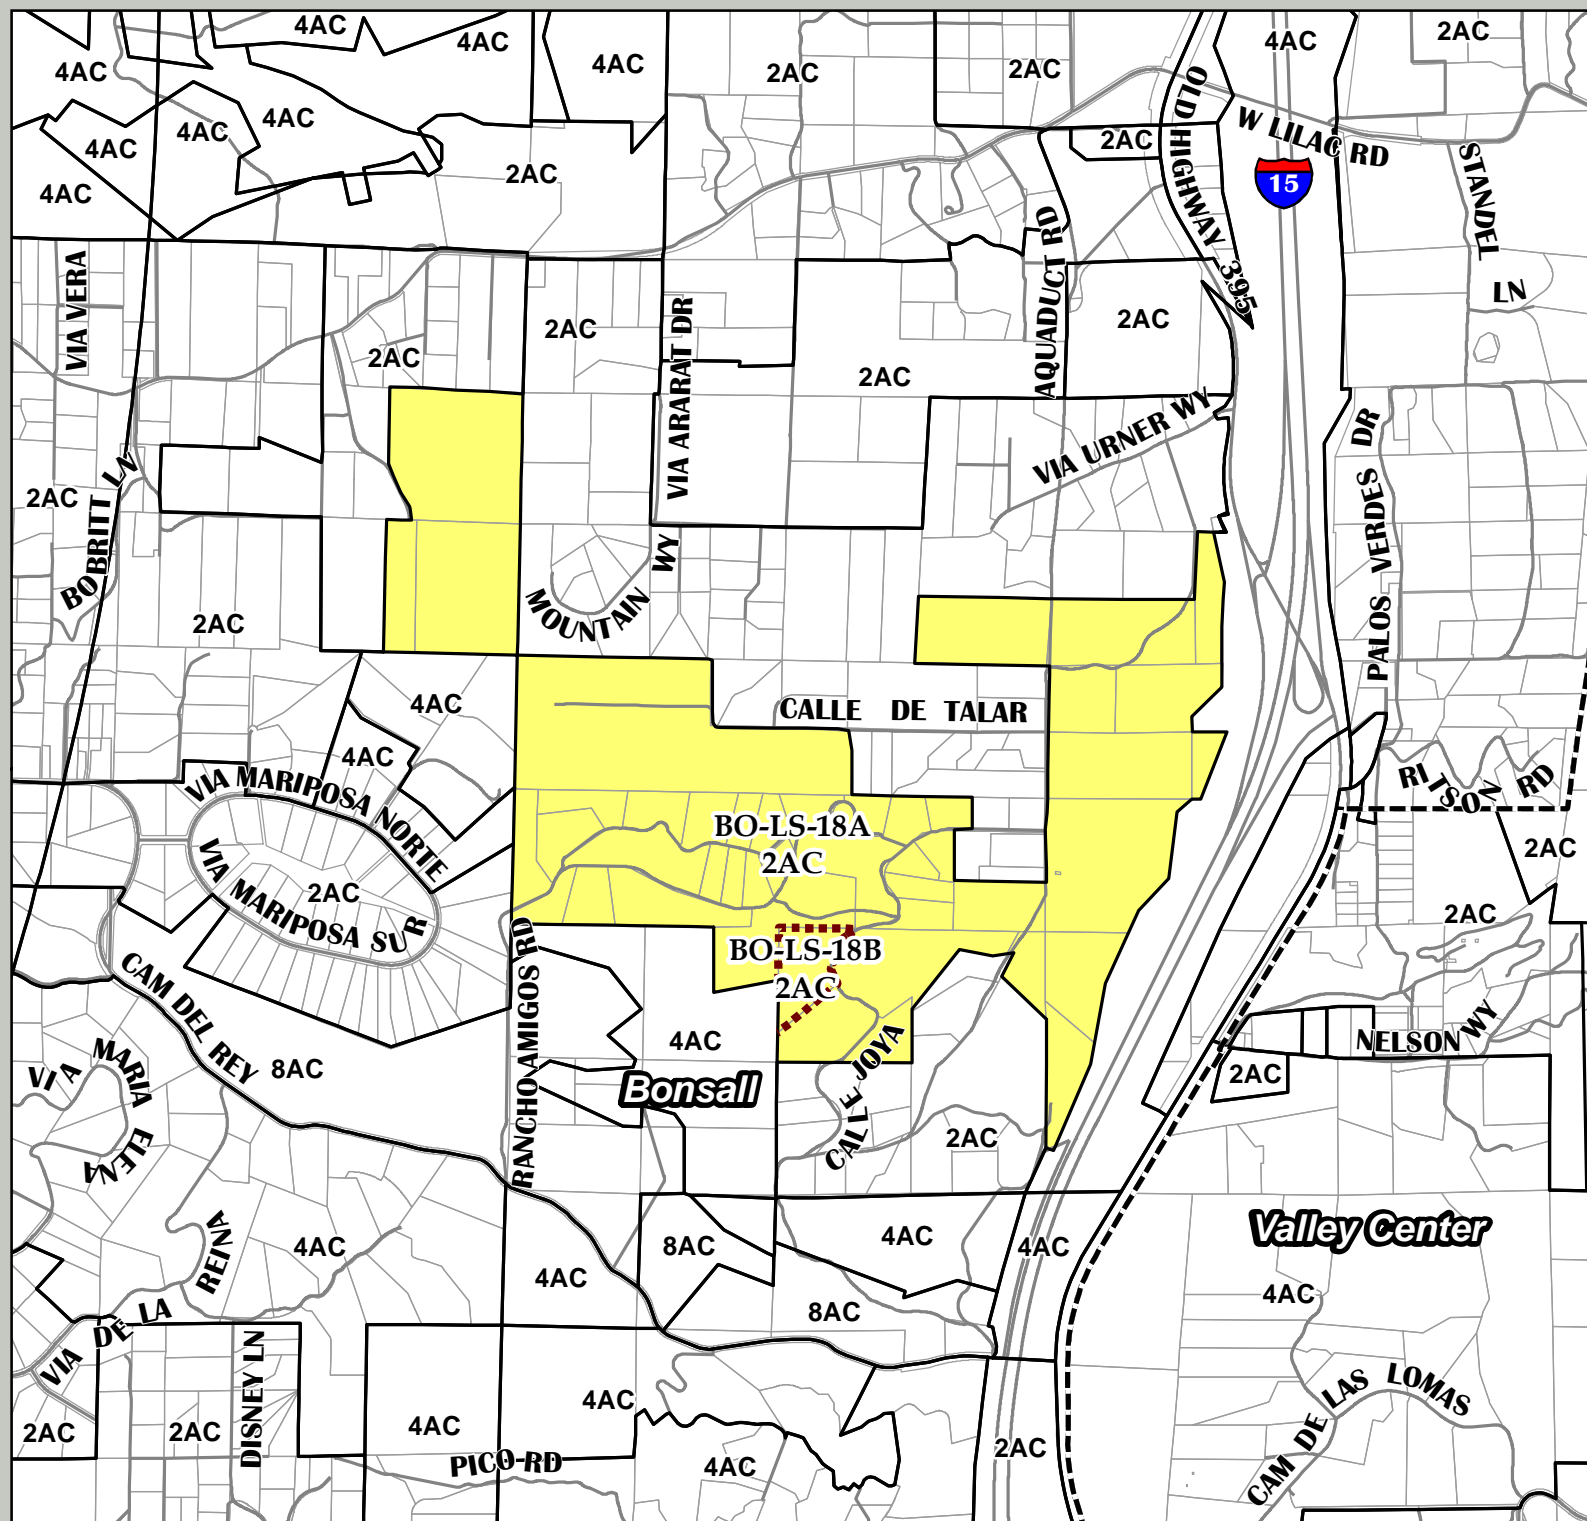 4AC
4AC
4AC
2AC
2AC
4AC
2AC
4AC
4AC
4AC
4AC
4AC
4AC
2AC
2AC
OLD HIGHWAY 395
W LILAC RD
15
STANDEL LN
VIA VERA
2AC
2AC
VIA ARARAT DR
2AC
AQUADUCT RD
2AC
VIA URNER WY
PALOS VERDES DR
2AC
BOBRITT LN
2AC
MOUNTAIN WY
4AC
4AC
CALLE DE TALAR
RITSON RD
VIA MARIPOSA NORTE
2AC
VIA MARIPOSA SUR
BO-LS-18A
2AC
2AC
2AC
BO-LS-18B
2AC
CAM DEL REY
RANCHO AMIGOS RD
4AC
CALLE JOYA
NELSON WY
2AC
VIA MARIA ELENA
8AC
Bonsall
2AC
Valley Center
VIA DE LA REINA
4AC
4AC
8AC
4AC
4AC
4AC
8AC
DISNEY LN
2AC
2AC
4AC
4AC
PICO RD
4AC
2AC
CAM DE LAS LOMAS